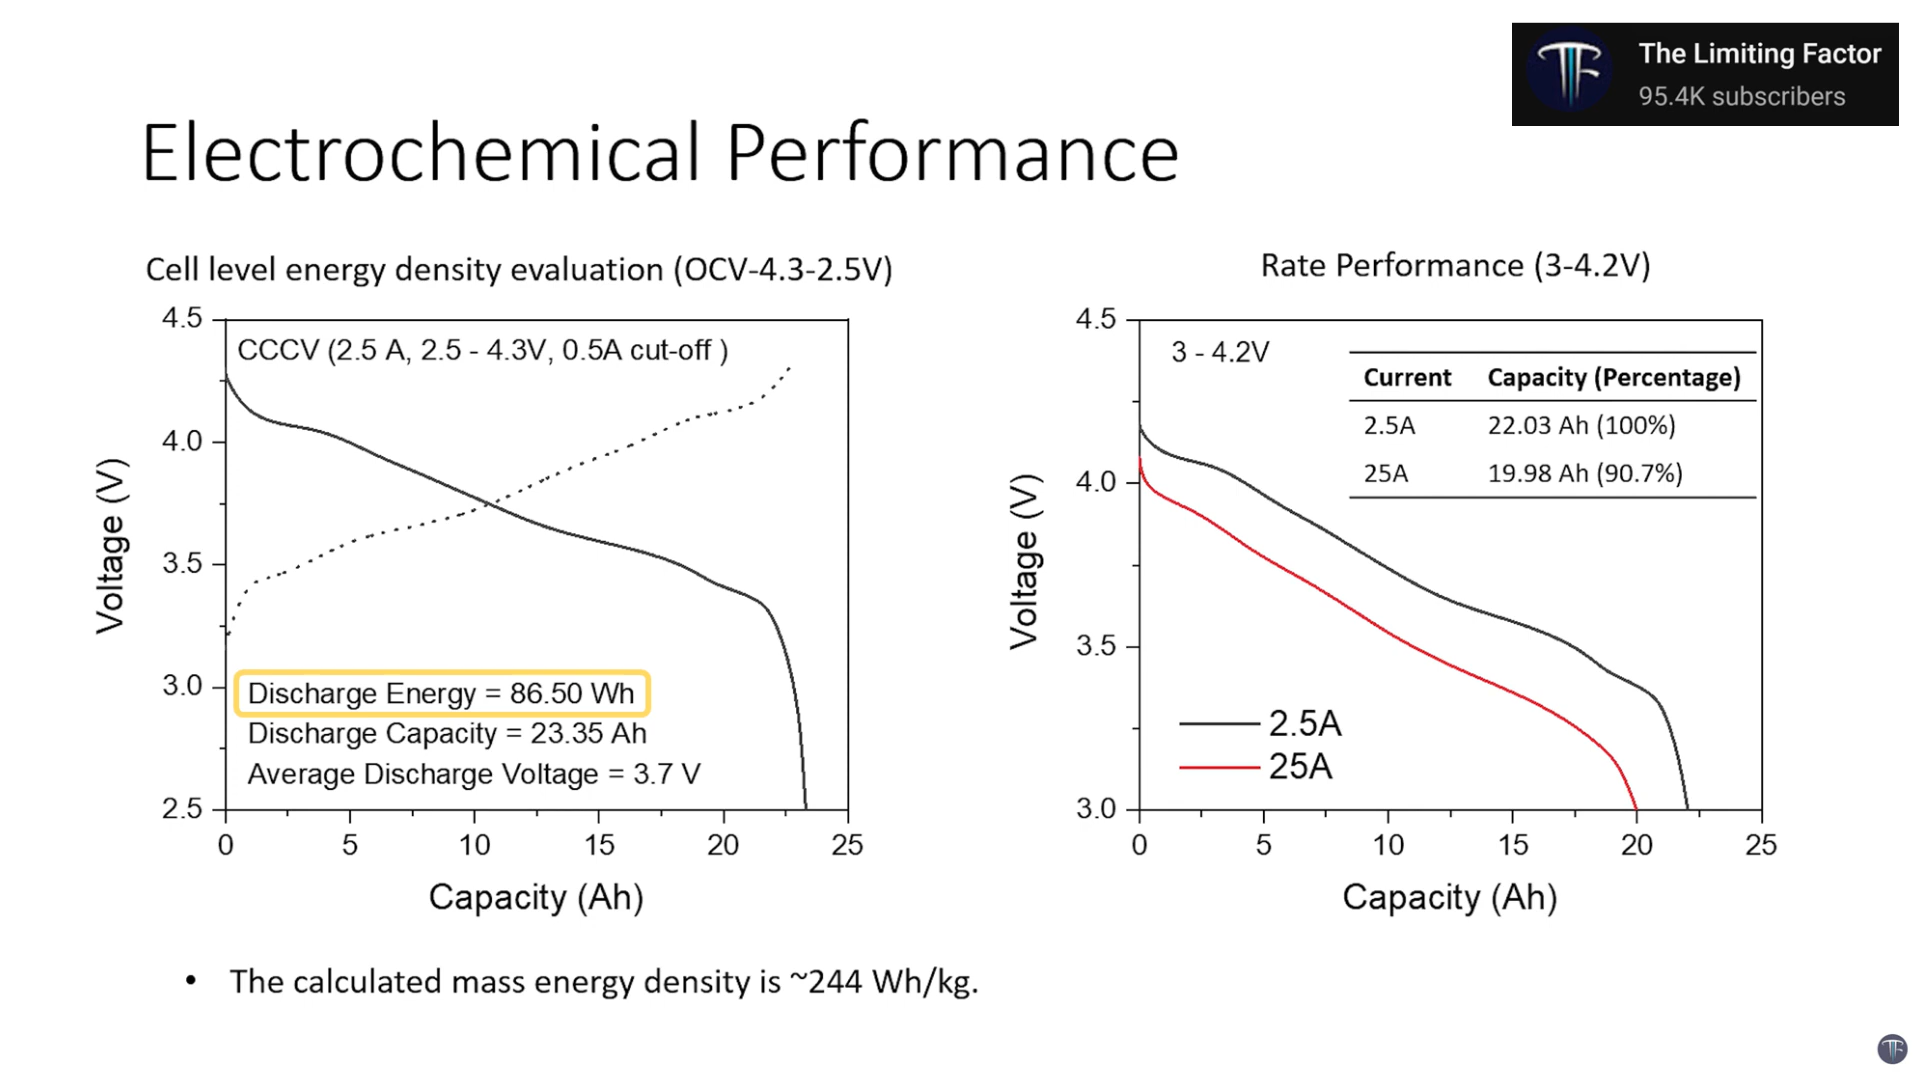 The Limiting Factor
95.4K subscribers
Electrochemical Performance
Cell level energy density evaluation (OCV-4.3-2.5V)
4.5
4.0
3.5
3.0
2.5
Voltage (V)
CCCV (2.5 A, 2.5 - 4.3V, 0.5A cut-off )
Discharge Energy = 86.50 Wh
Discharge Capacity = 23.35 Ah
Average Discharge Voltage = 3.7 V
0 5 10 15 20 25
Capacity (Ah)
Rate Performance (3-4.2V)
4.5
4.0
3.5
3.0
Voltage (V)
3 - 4.2V
Current Capacity (Percentage)
2.5A 22.03 Ah (100%)
25A 19.98 Ah (90.7%)
2.5A
25A
0 5 10 15 20 25
Capacity (Ah)
• The calculated mass energy density is ~244 Wh/kg.